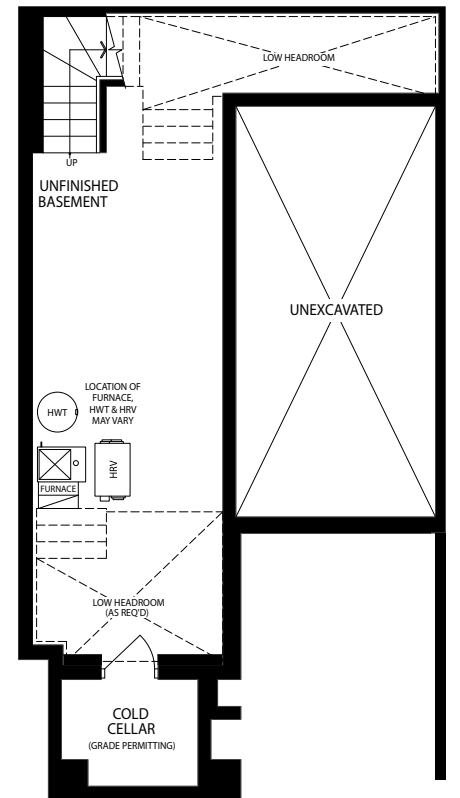 LOW HEADROOM
UP
UNFINISHED
BASEMENT
UNEXCAVATED
LOCATION OF
FURNACE,
HWT & HRV
MAY VARY
HWT
HRV
FURNACE
LOW HEADROOM
(AS REQ'D)
COLD
CELLAR
(GRADE PERMITTING)